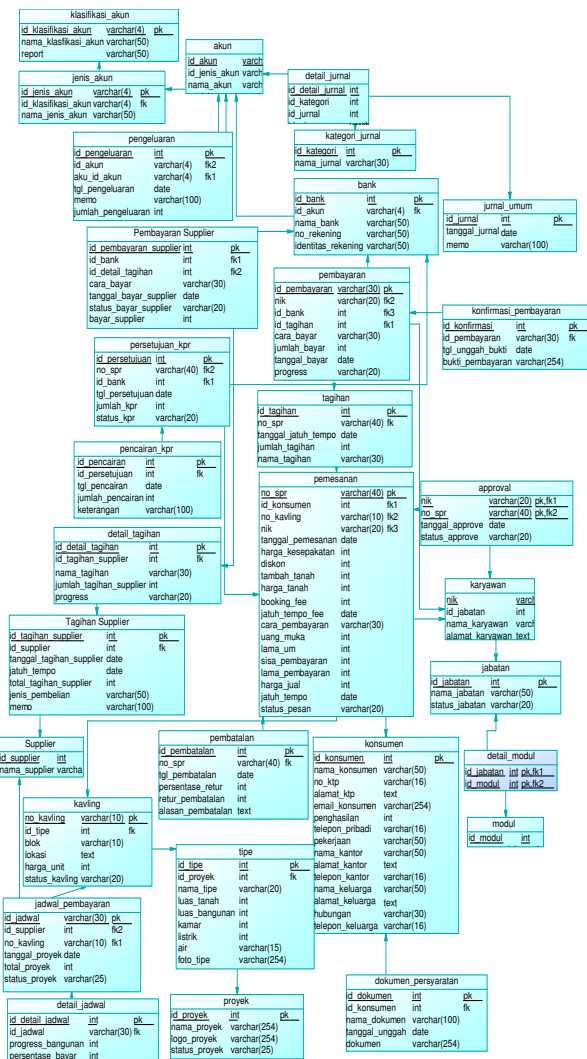 klasifikasi_akun
id_klasifikasi_akun varchar(4) pk
nama_klasfikasi_akun varchar(50)
report varchar(50)
jenis_akun
id_jenis_akun varchar(4) pk
id_klasifikasi_akun varchar(4) fk
nama_jenis_akun varchar(50)
akun
id_akun varch
id_jenis_akun varch
nama_akun varch
detail_jurnal
id_detail_jurnal int
id_kategori int
id_jurnal int
kategori_jurnal
id_kategori int pk
nama_jurnal varchar(30)
pengeluaran
id_pengeluaran int pk
id_akun varchar(4) fk2
aku_id_akun varchar(4) fk1
tgl_pengeluaran date
memo varchar(100)
jumlah_pengeluaran int
bank
id_bank int pk
id_akun varchar(4) fk
nama_bank varchar(50)
no_rekening varchar(50)
identitas_rekening varchar(50)
jurnal_umum
id_jurnal int pk
tanggal_jurnal date
memo varchar(100)
Pembayaran Supplier
id_pembayaran_supplier int pk
id_bank int fk1
id_detail_tagihan int fk2
cara_bayar varchar(30)
tanggal_bayar_supplier date
status_bayar_supplier varchar(20)
bayar_supplier int
pembayaran
id_pembayaran varchar(30) pk
nik varchar(20) fk2
id_bank int fk3
id_tagihan int fk1
cara_bayar varchar(30)
jumlah_bayar int
tanggal_bayar date
progress varchar(20)
konfirmasi_pembayaran
id_konfirmasi int pk
id_pembayaran varchar(30) fk
tgl_unggah_bukti date
bukti_pembayaran varchar(254)
persetujuan_kpr
id_persetujuan int pk
no_spr varchar(40) fk2
id_bank int fk1
tgl_persetujuan date
jumlah_kpr int
status_kpr varchar(20)
tagihan
id_tagihan int pk
no_spr varchar(40) fk
tanggal_jatuh_tempo date
jumlah_tagihan int
nama_tagihan varchar(30)
pencairan_kpr
id_pencairan int pk
id_persetujuan int fk
tgl_pencairan date
jumlah_pencairan int
keterangan varchar(100)
pemesanan
no_spr varchar(40) pk
id_konsumen int fk1
no_kavling varchar(10) fk2
nik varchar(20) fk3
tanggal_pemesanan date
harga_kesepakatan int
diskon int
tambah_tanah int
harga_tanah int
booking_fee int
jatuh_tempo_fee date
cara_pembayaran varchar(30)
uang_muka int
lama_um int
sisa_pembayaran int
lama_pembayaran int
harga_jual int
jatuh_tempo date
status_pesan varchar(20)
approval
nik varchar(20) pk,fk1
no_spr varchar(40) pk,fk2
tanggal_approve date
status_approve varchar(20)
detail_tagihan
id_detail_tagihan int pk
id_tagihan_supplier int fk
nama_tagihan varchar(30)
jumlah_tagihan_supplier int
progress varchar(20)
karyawan
nik varch
id_jabatan int
nama_karyawan varch
alamat_karyawan text
Tagihan Supplier
id_tagihan_supplier int pk
id_supplier int fk
tanggal_tagihan_supplier date
jatuh_tempo date
total_tagihan_supplier int
jenis_pembelian varchar(50)
memo varchar(100)
jabatan
id_jabatan int pk
nama_jabatan varchar(50)
status_jabatan varchar(20)
Supplier
id_supplier int
nama_supplier varcha
pembatalan
id_pembatalan int pk
no_spr varchar(40) fk
tgl_pembatalan date
persentase_retur int
retur_pembatalan int
alasan_pembatalan text
konsumen
id_konsumen int pk
nama_konsumen varchar(50)
no_ktp varchar(16)
alamat_ktp text
email_konsumen varchar(254)
penghasilan int
telepon_pribadi varchar(16)
pekerjaan varchar(50)
nama_kantor varchar(50)
alamat_kantor text
telepon_kantor varchar(16)
nama_keluarga varchar(50)
alamat_keluarga text
hubungan varchar(30)
telepon_keluarga varchar(16)
detail_modul
id_jabatan int pk,fk1
id_modul int pk,fk2
modul
id_modul int
kavling
no_kavling varchar(10) pk
id_tipe int fk
blok varchar(10)
lokasi text
harga_unit int
status_kavling varchar(20)
tipe
id_tipe int pk
id_proyek int fk
nama_tipe varchar(20)
luas_tanah int
luas_bangunan int
kamar int
listrik int
air varchar(15)
foto_tipe varchar(254)
jadwal_pembayaran
id_jadwal varchar(30) pk
id_supplier int fk2
no_kavling varchar(10) fk1
tanggal_proyek date
total_proyek int
status_proyek varchar(25)
dokumen_persyaratan
id_dokumen int pk
id_konsumen int fk
nama_dokumen varchar(100)
tanggal_unggah date
dokumen varchar(254)
detail_jadwal
id_detail_jadwal int pk
id_jadwal varchar(30) fk
progress_bangunan int
persentase_bayar int
proyek
id_proyek int pk
nama_proyek varchar(254)
logo_proyek varchar(254)
status_proyek varchar(25)